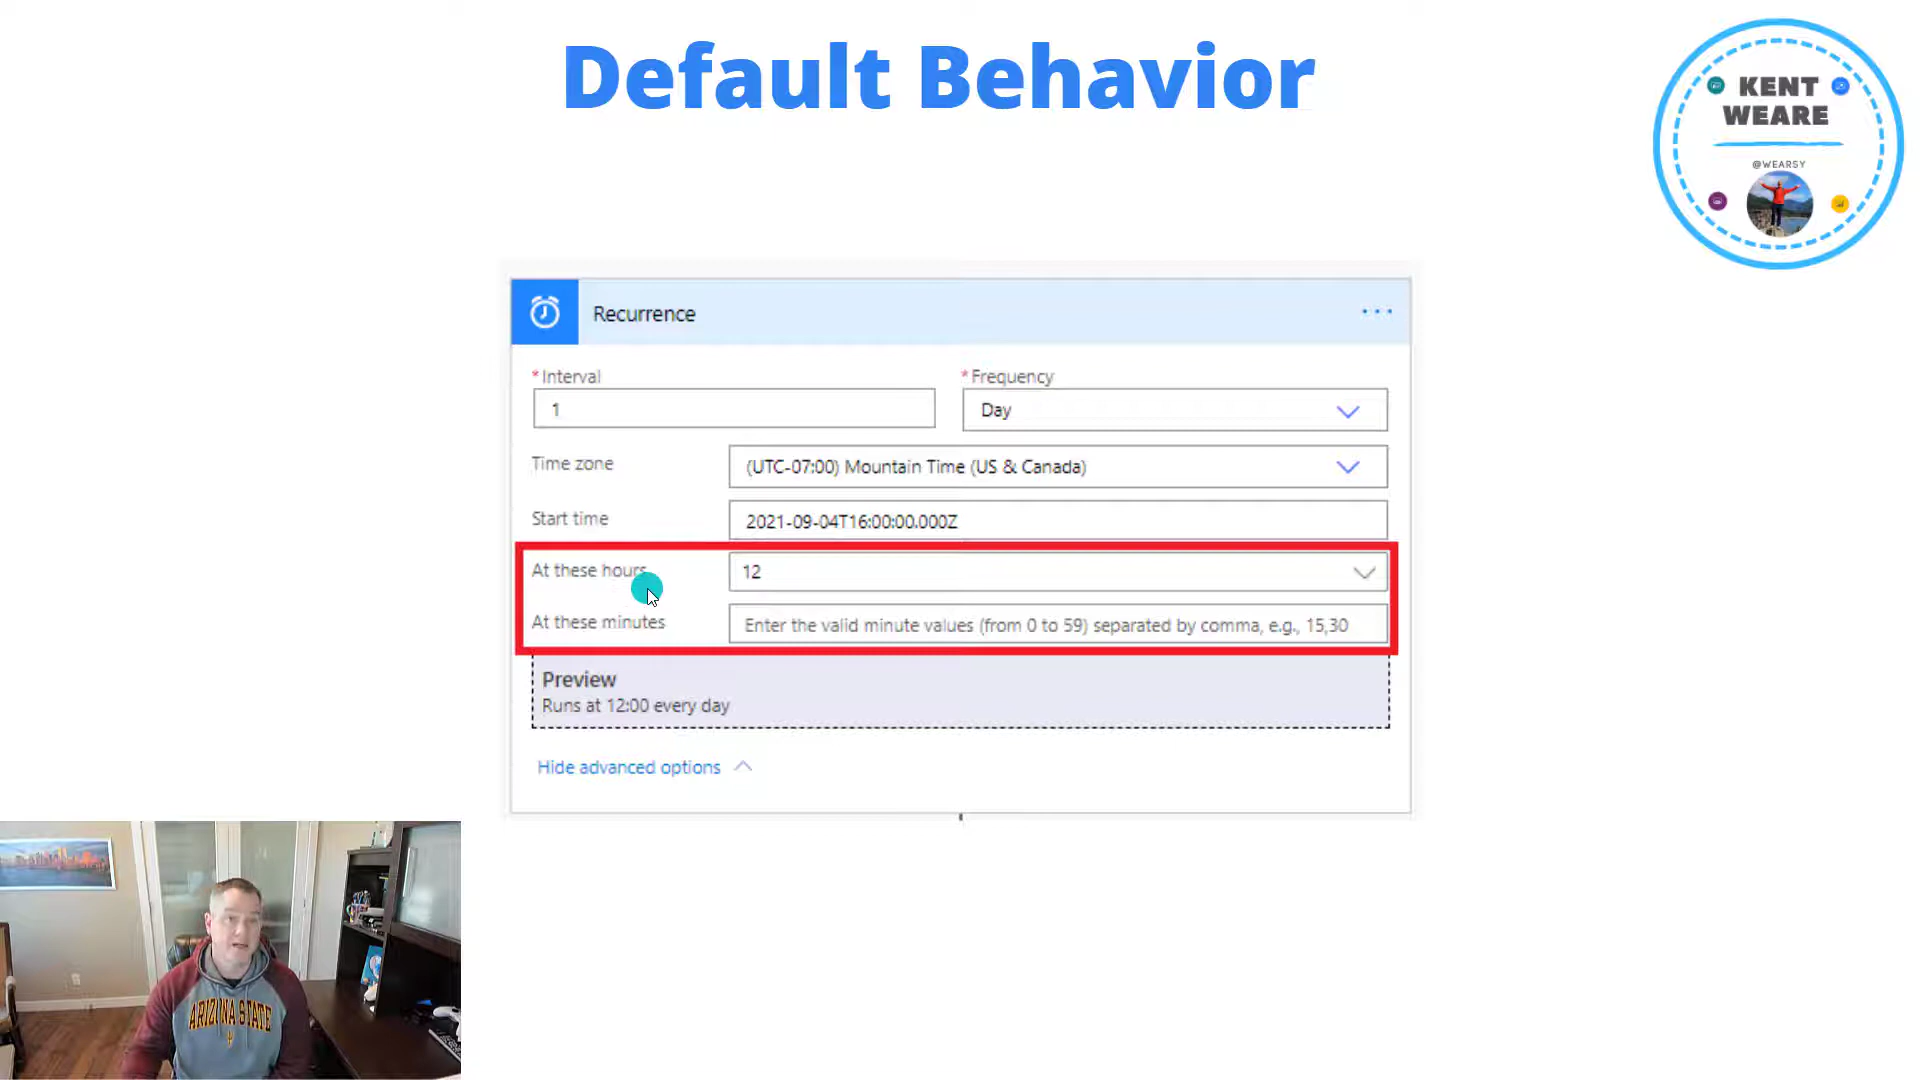 Default Behavior
KENT
WEARE
@WEARSY
Recurrence
* Interval
* Frequency
1
Day
Time zone
(UTC-07:00) Mountain Time (US & Canada)
Start time
2021-09-04T16:00:00.000Z
At these hours
12
At these minutes
Enter the valid minute values (from 0 to 59) separated by comma, e.g., 15,30
Preview
Runs at 12:00 every day
Hide advanced options
ARIZONA STATE